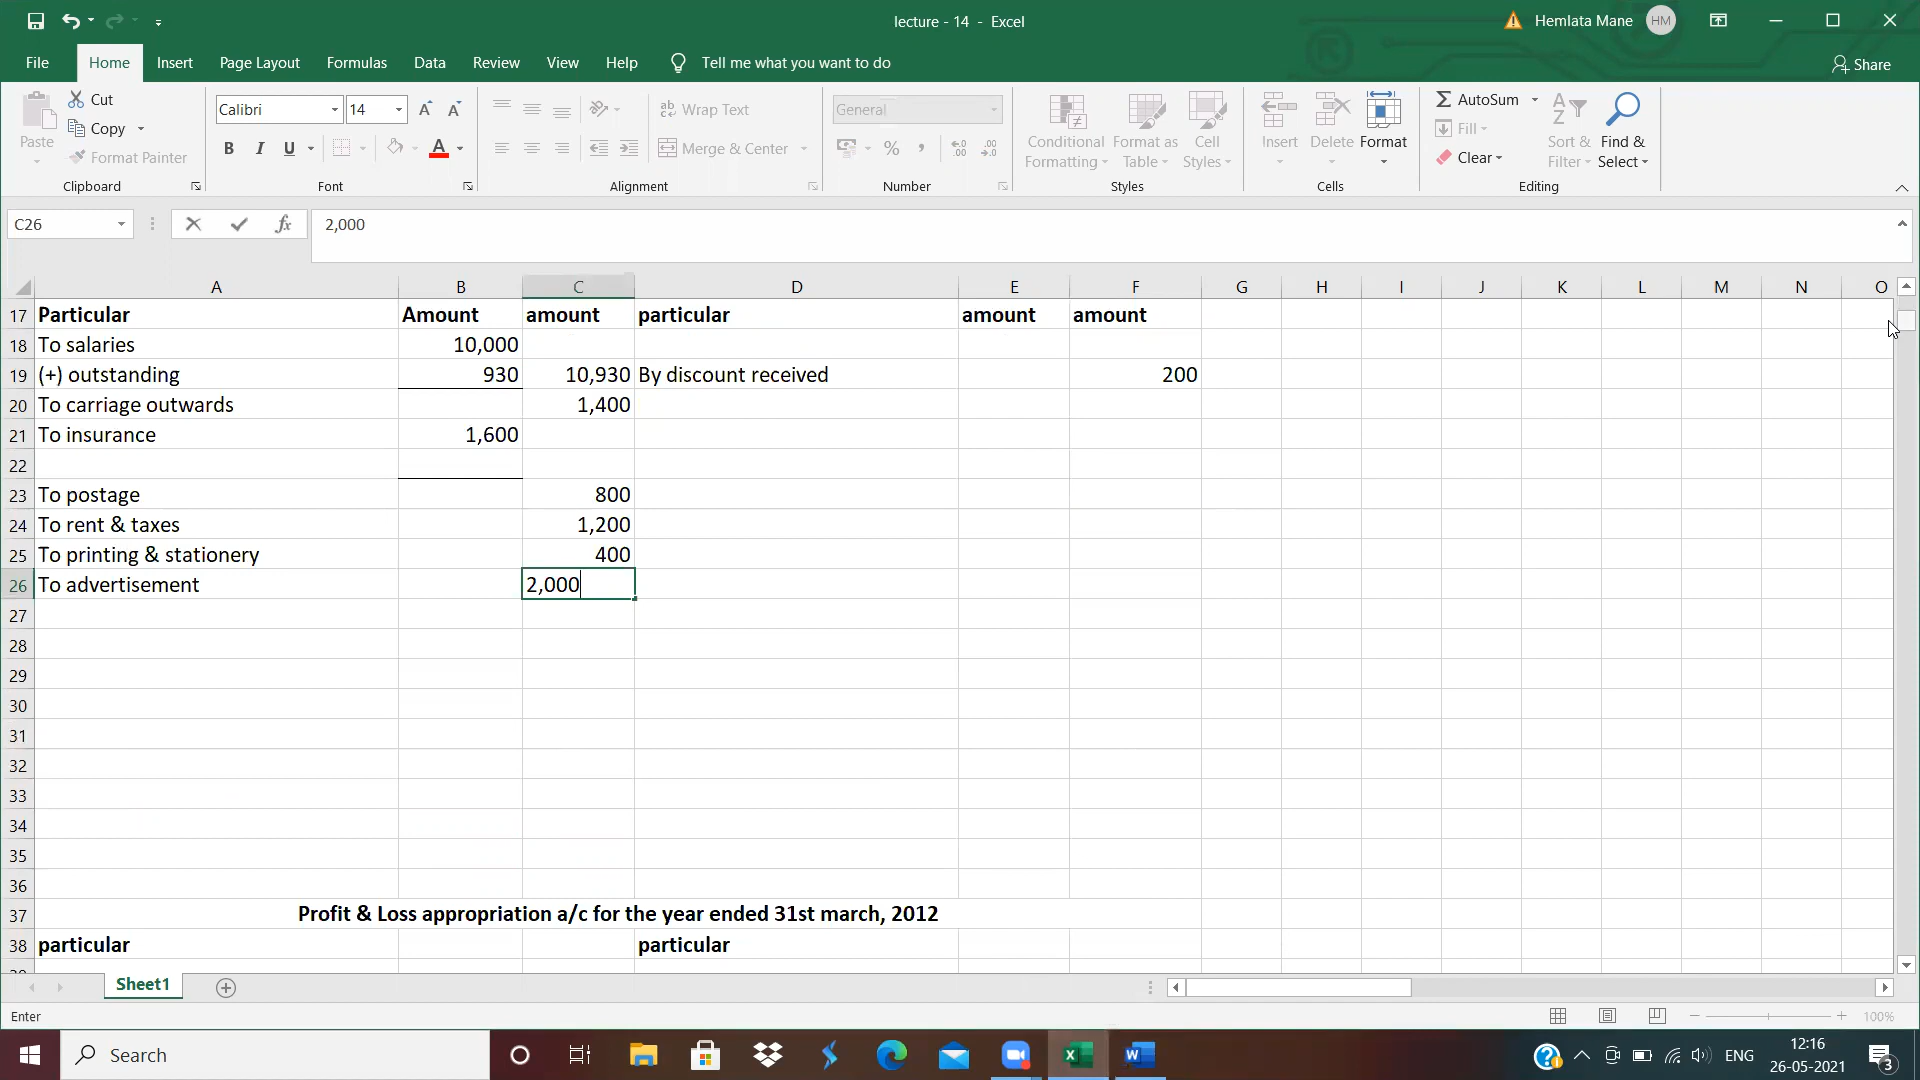 lecture - 14 - Excel
Hemlata Mane HM
File Home Insert Page Layout Formulas Data Review View Help Tell me what you want to do Share
Paste Cut Copy Format Painter
Calibri 14
Wrap Text
Merge & Center
General
Conditional Formatting Format as Table Cell Styles
Insert Delete Format
AutoSum Fill Clear Sort & Filter Find & Select
Clipboard Font Alignment Number Styles Cells Editing
C26 2,000
A B C D E F G H I J K L M N O
17 Particular Amount amount particular amount amount
18 To salaries 10,000
19 (+) outstanding 930 10,930 By discount received 200
20 To carriage outwards 1,400
21 To insurance 1,600
22
23 To postage 800
24 To rent & taxes 1,200
25 To printing & stationery 400
26 To advertisement 2,000
27
28
29
30
31
32
33
34
35
36
37 Profit & Loss appropriation a/c for the year ended 31st march, 2012
38 particular particular
Sheet1
Enter 100%
Search ENG 12:16
26-05-2021 3